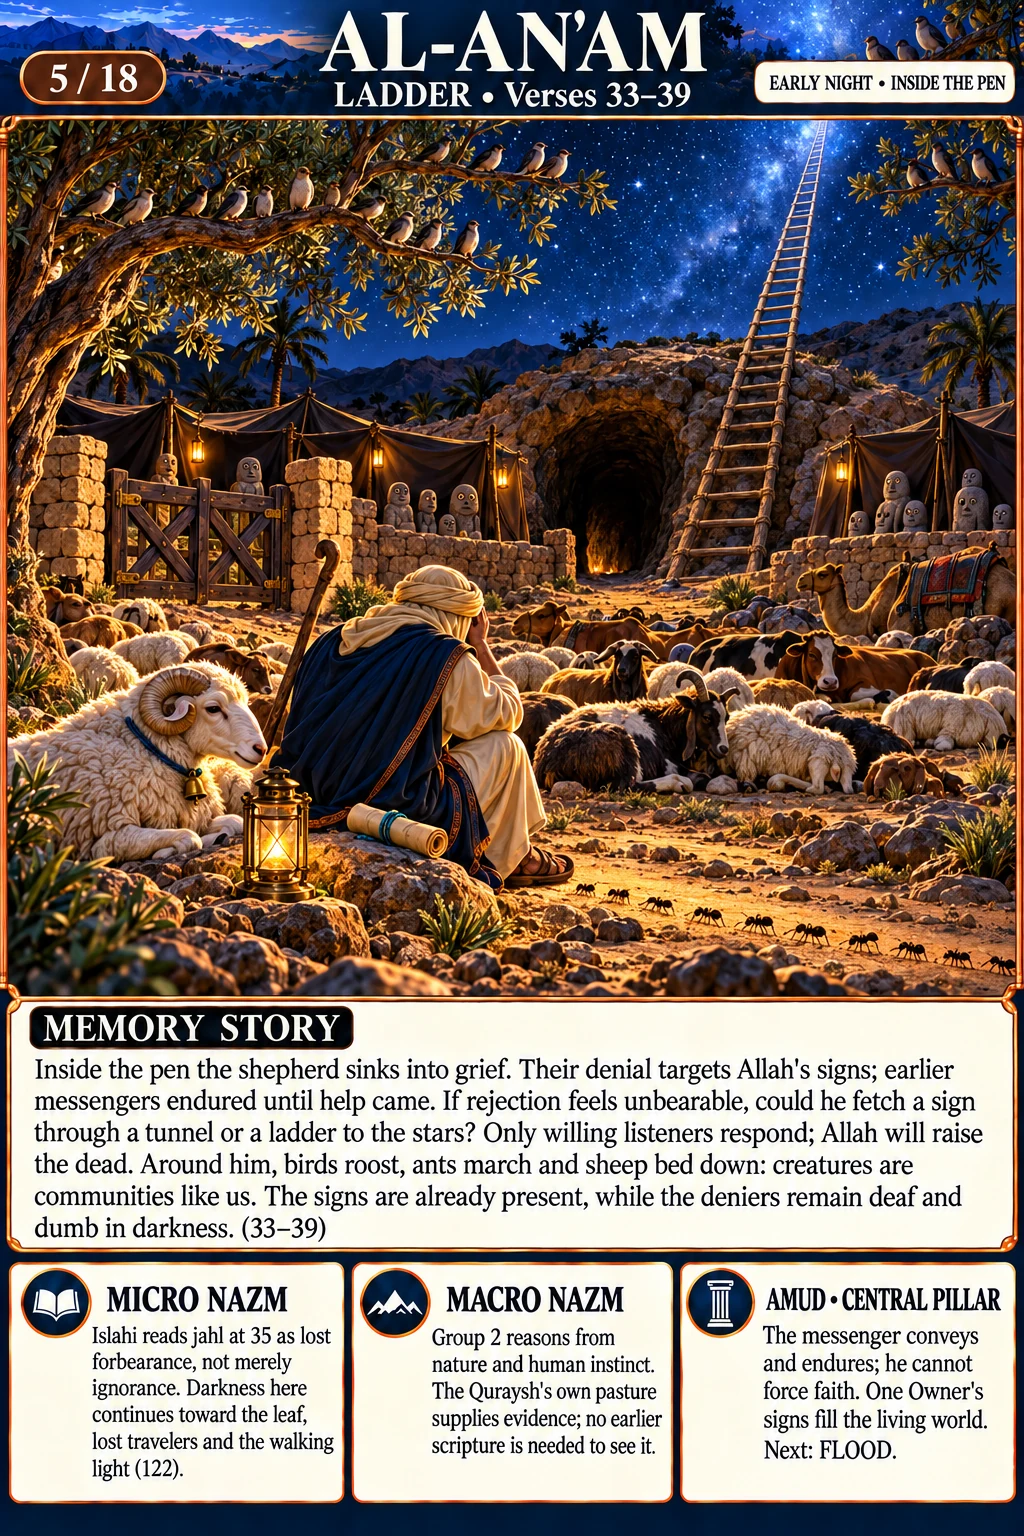 5 / 18
AL-AN'AM
LADDER • Verses 33–39
EARLY NIGHT • INSIDE THE PEN
MEMORY STORY
Inside the pen the shepherd sinks into grief. Their denial targets Allah's signs; earlier
messengers endured until help came. If rejection feels unbearable, could he fetch a sign
through a tunnel or a ladder to the stars? Only willing listeners respond; Allah will raise
the dead. Around him, birds roost, ants march and sheep bed down: creatures are
communities like us. The signs are already present, while the deniers remain deaf and
dumb in darkness. (33–39)
MICRO NAZM
Islahi reads jahl at 35 as lost
forbearance, not merely
ignorance. Darkness here
continues toward the leaf,
lost travelers and the walking
light (122).
MACRO NAZM
Group 2 reasons from
nature and human instinct.
The Quraysh's own pasture
supplies evidence; no earlier
scripture is needed to see it.
AMUD • CENTRAL PILLAR
The messenger conveys
and endures; he cannot
force faith. One Owner's
signs fill the living world.
Next: FLOOD.